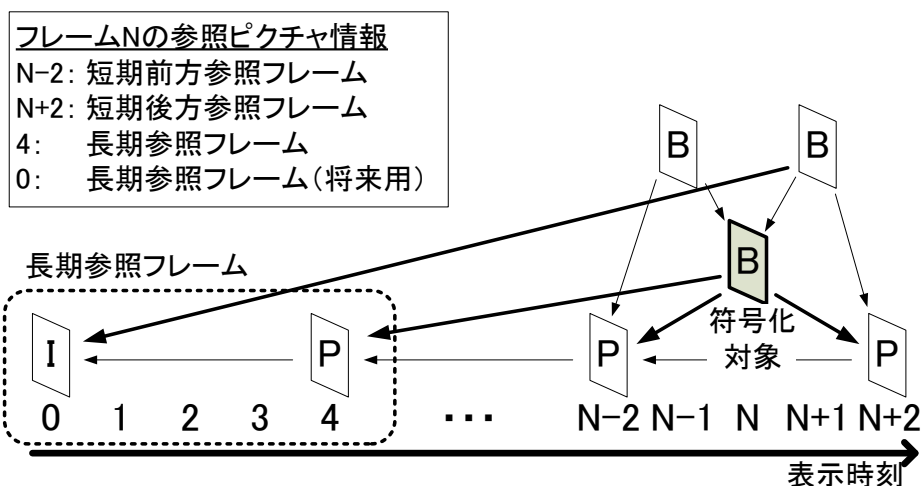 フレームNの参照ピクチャ情報
N-2: 短期前方参照フレーム
N+2: 短期後方参照フレーム
4: 長期参照フレーム
0: 長期参照フレーム(将来用)
B B
B
長期参照フレーム
符号化
対象
I P P P
0 1 2 3 4 ・・・ N-2 N-1 N N+1 N+2
表示時刻